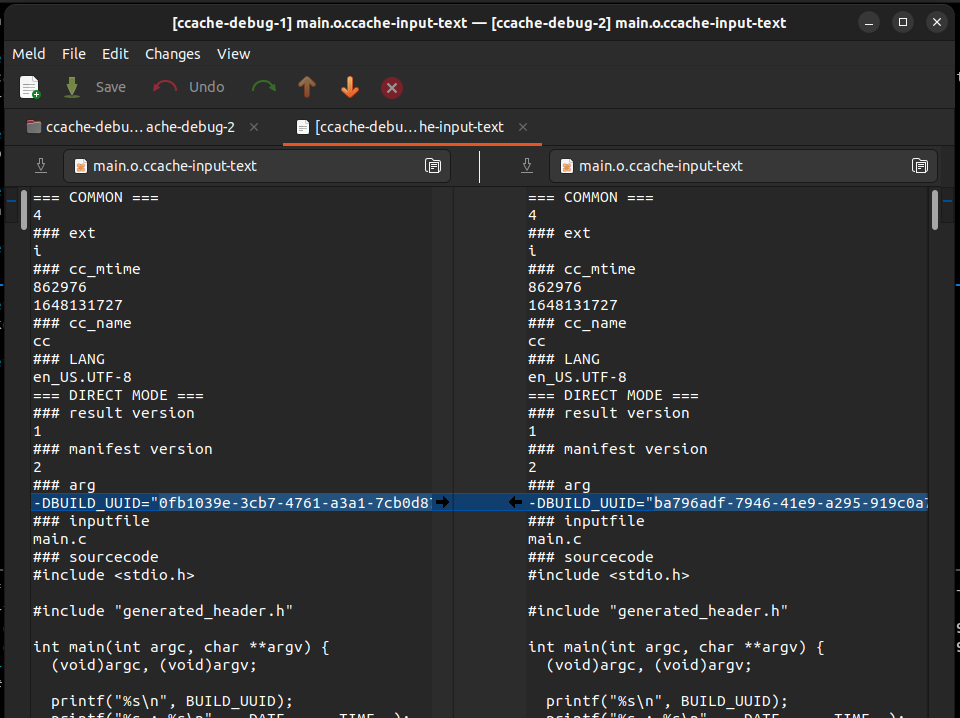 [ccache-debug-1] main.o.ccache-input-text — [ccache-debug-2] main.o.ccache-input-text
Meld File Edit Changes View
Save Undo
ccache-debu… ache-debug-2 [ccache-debu…he-input-text
main.o.ccache-input-text main.o.ccache-input-text
=== COMMON ===
4
### ext
i
### cc_mtime
862976
1648131727
### cc_name
cc
### LANG
en_US.UTF-8
=== DIRECT MODE ===
### result version
1
### manifest version
2
### arg
-DBUILD_UUID="0fb1039e-3cb7-4761-a3a1-7cb0d8
### inputfile
main.c
### sourcecode
#include <stdio.h>
#include "generated_header.h"
int main(int argc, char **argv) {
(void)argc, (void)argv;
printf("%s\n", BUILD_UUID);
=== COMMON ===
4
### ext
i
### cc_mtime
862976
1648131727
### cc_name
cc
### LANG
en_US.UTF-8
=== DIRECT MODE ===
### result version
1
### manifest version
2
### arg
-DBUILD_UUID="ba796adf-7946-41e9-a295-919c0a7
### inputfile
main.c
### sourcecode
#include <stdio.h>
#include "generated_header.h"
int main(int argc, char **argv) {
(void)argc, (void)argv;
printf("%s\n", BUILD_UUID);